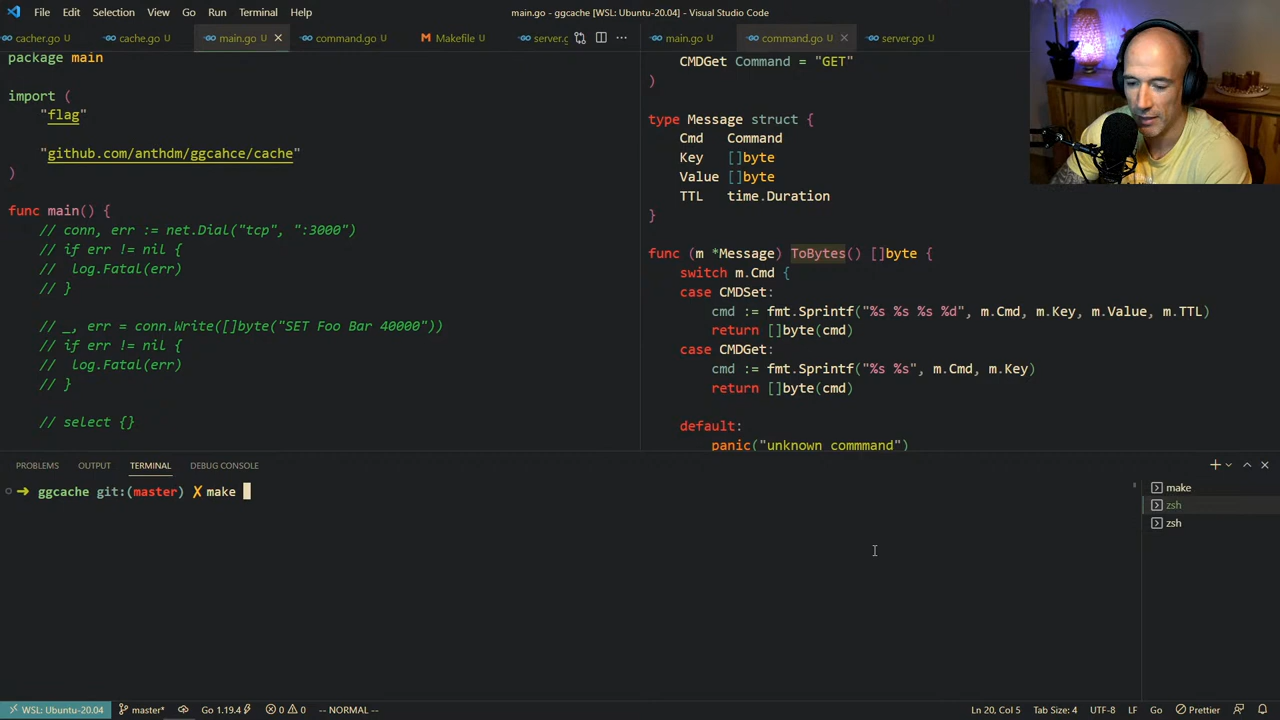 File Edit Selection View Go Run Terminal Help
main.go - ggcache [WSL: Ubuntu-20.04] - Visual Studio Code
cacher.go U cache.go U main.go U command.go U Makefile U server.g
package main
import (
"flag"
"github.com/anthdm/ggcahce/cache"
)
func main() {
// conn, err := net.Dial("tcp", ":3000")
// if err != nil {
// log.Fatal(err)
// }
// _, err = conn.Write([]byte("SET Foo Bar 40000"))
// if err != nil {
// log.Fatal(err)
// }
// select {}
main.go U command.go U server.go U
CMDGet Command = "GET"
)
type Message struct {
Cmd Command
Key []byte
Value []byte
TTL time.Duration
}
func (m *Message) ToBytes() []byte {
switch m.Cmd {
case CMDSet:
cmd := fmt.Sprintf("%s %s %s %d", m.Cmd, m.Key, m.Value, m.TTL)
return []byte(cmd)
case CMDGet:
cmd := fmt.Sprintf("%s %s", m.Cmd, m.Key)
return []byte(cmd)
default:
panic("unknown commmand")
PROBLEMS OUTPUT TERMINAL DEBUG CONSOLE
➜ ggcache git:(master) ✗ make
make
zsh
zsh
WSL: Ubuntu-20.04 master* Go 1.19.4 0 0 -- NORMAL -- Ln 20, Col 5 Tab Size: 4 UTF-8 LF Go Prettier